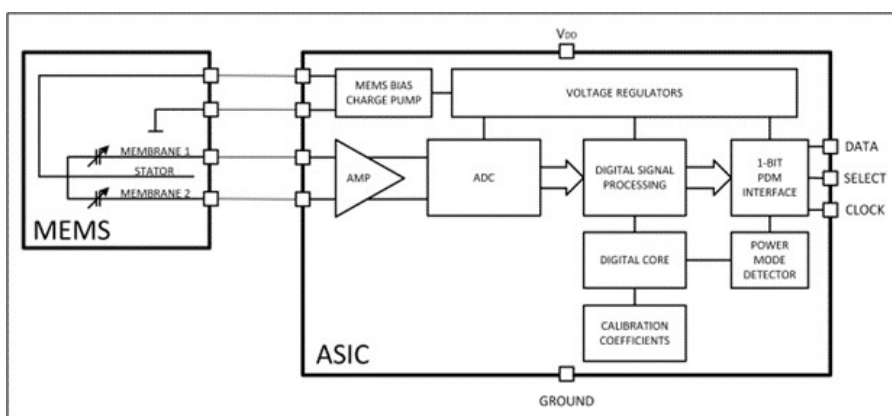 VDD
MEMS BIAS
CHARGE PUMP
VOLTAGE REGULATORS
MEMBRANE 1
STATOR
MEMBRANE 2
MEMS
AMP
ADC
DIGITAL SIGNAL
PROCESSING
1-BIT
PDM
INTERFACE
DATA
SELECT
CLOCK
DIGITAL CORE
POWER
MODE
DETECTOR
CALIBRATION
COEFFICIENTS
ASIC
GROUND